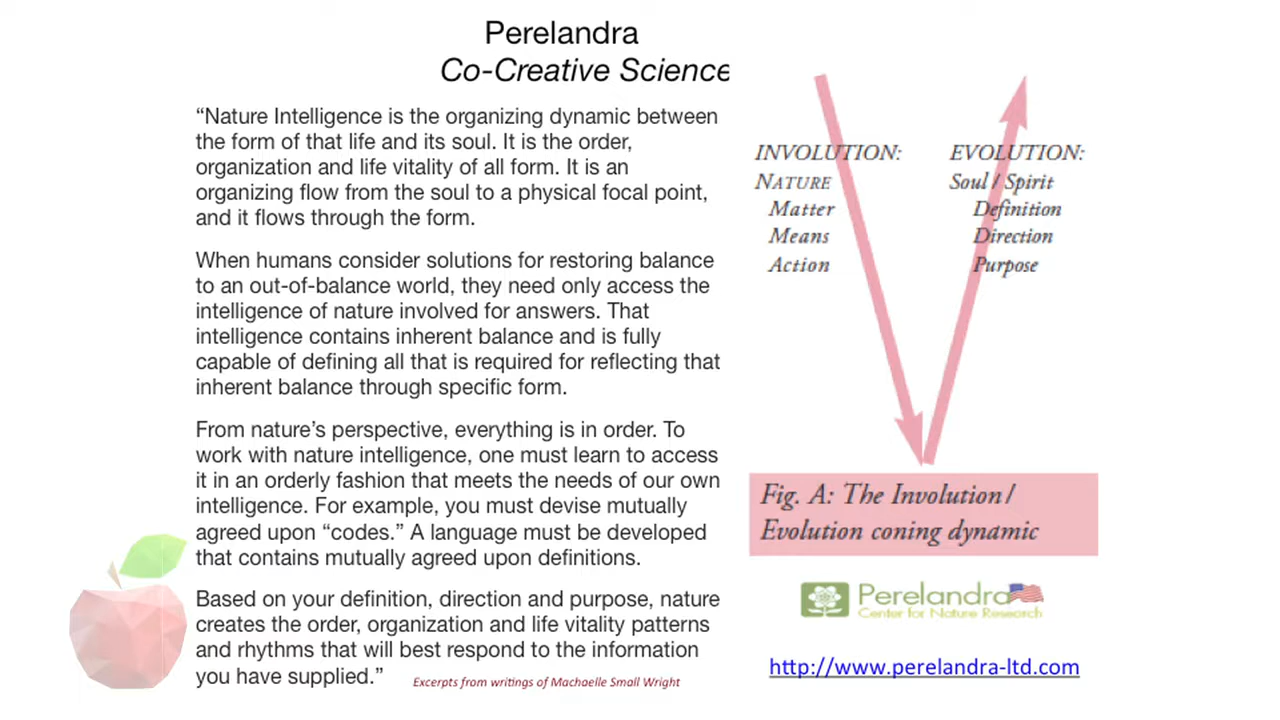 Perelandra
Co-Creative Science
“Nature Intelligence is the organizing dynamic between
the form of that life and its soul. It is the order,
organization and life vitality of all form. It is an
organizing flow from the soul to a physical focal point,
and it flows through the form.
When humans consider solutions for restoring balance
to an out-of-balance world, they need only access the
intelligence of nature involved for answers. That
intelligence contains inherent balance and is fully
capable of defining all that is required for reflecting that
inherent balance through specific form.
From nature’s perspective, everything is in order. To
work with nature intelligence, one must learn to access
it in an orderly fashion that meets the needs of our own
intelligence. For example, you must devise mutually
agreed upon “codes.” A language must be developed
that contains mutually agreed upon definitions.
Based on your definition, direction and purpose, nature
creates the order, organization and life vitality patterns
and rhythms that will best respond to the information
you have supplied.”
Excerpts from writings of Machaelle Small Wright
INVOLUTION:
NATURE
Matter
Means
Action
EVOLUTION:
Soul / Spirit
Definition
Direction
Purpose
Fig. A: The Involution/
Evolution coning dynamic
Perelandra
Center for Nature Research
http://www.perelandra-ltd.com